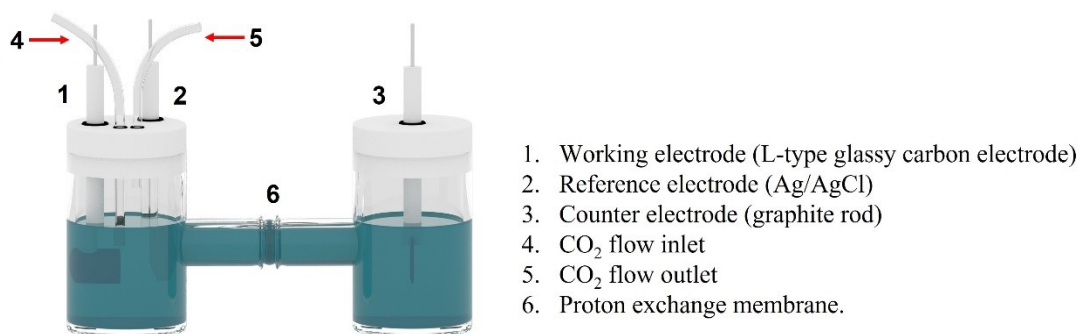 4
5
1
2
3
6
1. Working electrode (L-type glassy carbon electrode)
2. Reference electrode (Ag/AgCl)
3. Counter electrode (graphite rod)
4. CO₂ flow inlet
5. CO₂ flow outlet
6. Proton exchange membrane.